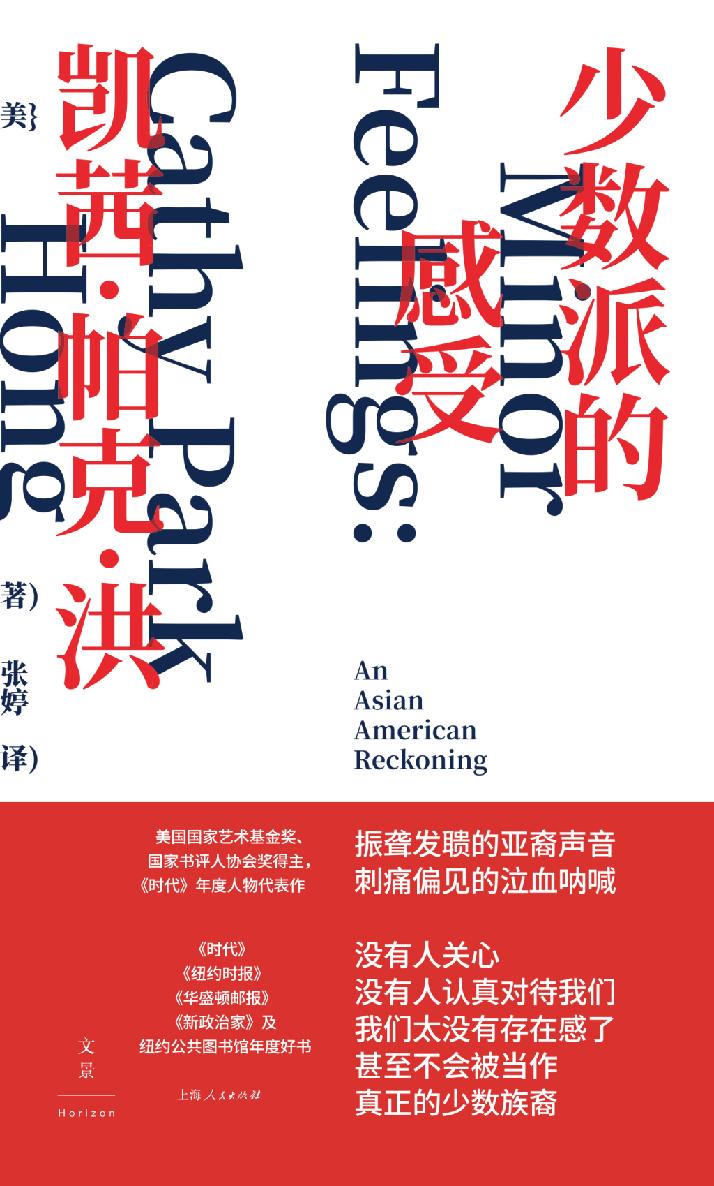 少数派的
感受
Minor
Feelings:
An
Asian
American
Reckoning
凯茜·帕克·洪
Cathy Park
Hong
美}
著)
张婷
译)
振聋发聩的亚裔声音
刺痛偏见的泣血呐喊
没有人关心
没有人认真对待我们
我们太没有存在感了
甚至不会被当作
真正的少数族裔
美国国家艺术基金奖、
国家书评人协会奖得主，
《时代》年度人物代表作
《时代》
《纽约时报》
《华盛顿邮报》
《新政治家》及
纽约公共图书馆年度好书
上海人民出版社
文景
Horizon